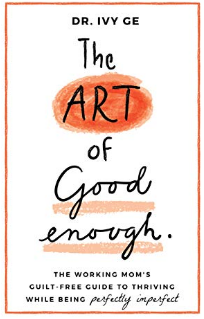 DR. IVY GE
The
ART
of
Good
enough.
THE WORKING MOM'S
GUILT-FREE GUIDE TO THRIVING
WHILE BEING perfectly imperfect